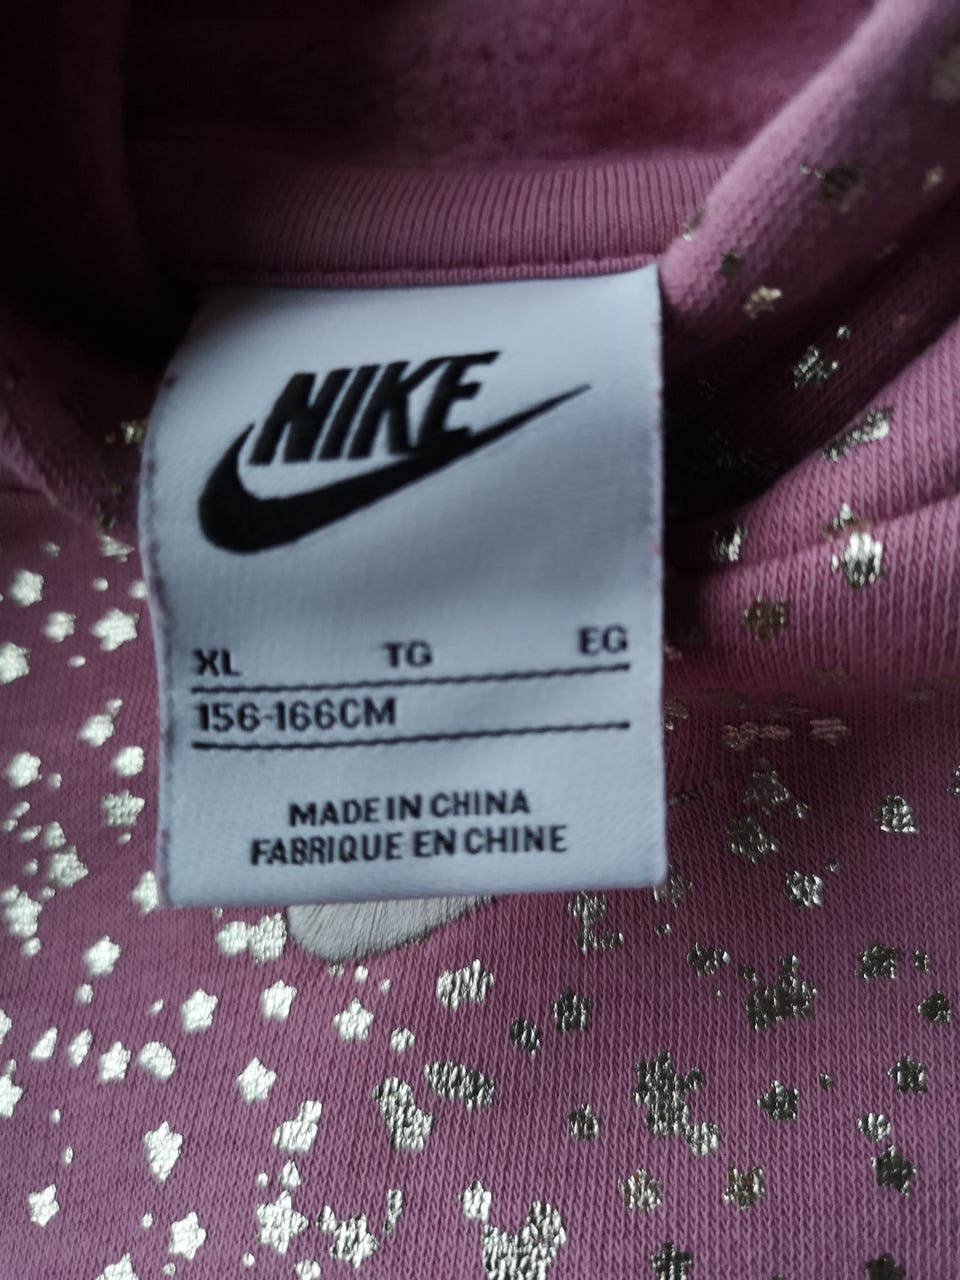 NIKE
XL TG EG
156-166CM
MADE IN CHINA
FABRIQUE EN CHINE